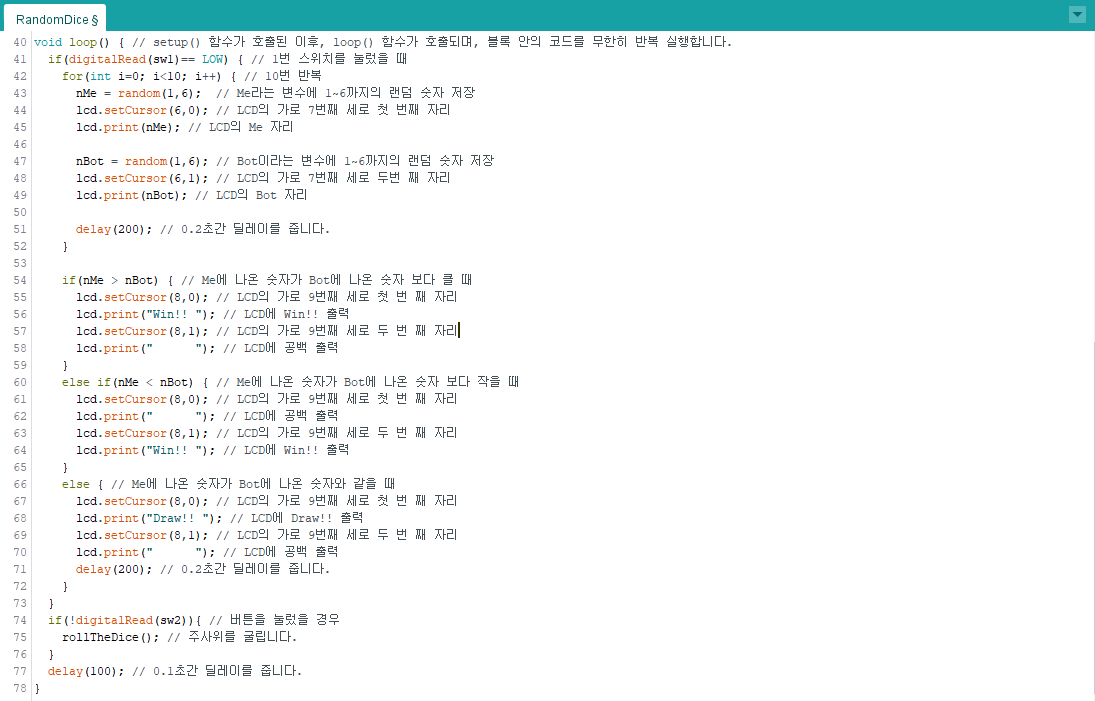 RandomDice §
40 void loop() { // setup() 함수가 호출된 이후, loop() 함수가 호출되며, 블록 안의 코드를 무한히 반복 실행합니다.
41 if(digitalRead(sw1)== LOW) { // 1번 스위치를 눌렀을 때
42 for(int i=0; i<10; i++) { // 10번 반복
43 nMe = random(1,6);  // Me라는 변수에 1~6까지의 랜덤 숫자 저장
44 lcd.setCursor(6,0); // LCD의 가로 7번째 세로 첫 번째 자리
45 lcd.print(nMe); // LCD의 Me 자리
46
47 nBot = random(1,6); // Bot이라는 변수에 1~6까지의 랜덤 숫자 저장
48 lcd.setCursor(6,1); // LCD의 가로 7번째 세로 두번 째 자리
49 lcd.print(nBot); // LCD의 Bot 자리
50
51 delay(200); // 0.2초간 딜레이를 줍니다.
52 }
53
54 if(nMe > nBot) { // Me에 나온 숫자가 Bot에 나온 숫자 보다 클 때
55 lcd.setCursor(8,0); // LCD의 가로 9번째 세로 첫 번 째 자리
56 lcd.print("Win!! "); // LCD에 Win!! 출력
57 lcd.setCursor(8,1); // LCD의 가로 9번째 세로 두 번 째 자리
58 lcd.print("      "); // LCD에 공백 출력
59 }
60 else if(nMe < nBot) { // Me에 나온 숫자가 Bot에 나온 숫자 보다 작을 때
61 lcd.setCursor(8,0); // LCD의 가로 9번째 세로 첫 번 째 자리
62 lcd.print("      "); // LCD에 공백 출력
63 lcd.setCursor(8,1); // LCD의 가로 9번째 세로 두 번 째 자리
64 lcd.print("Win!! "); // LCD에 Win!! 출력
65 }
66 else { // Me에 나온 숫자가 Bot에 나온 숫자와 같을 때
67 lcd.setCursor(8,0); // LCD의 가로 9번째 세로 첫 번 째 자리
68 lcd.print("Draw!! "); // LCD에 Draw!! 출력
69 lcd.setCursor(8,1); // LCD의 가로 9번째 세로 두 번 째 자리
70 lcd.print("      "); // LCD에 공백 출력
71 delay(200); // 0.2초간 딜레이를 줍니다.
72 }
73 }
74 if(!digitalRead(sw2)){ // 버튼을 눌렀을 경우
75 rollTheDice(); // 주사위를 굴립니다.
76 }
77 delay(100); // 0.1초간 딜레이를 줍니다.
78 }